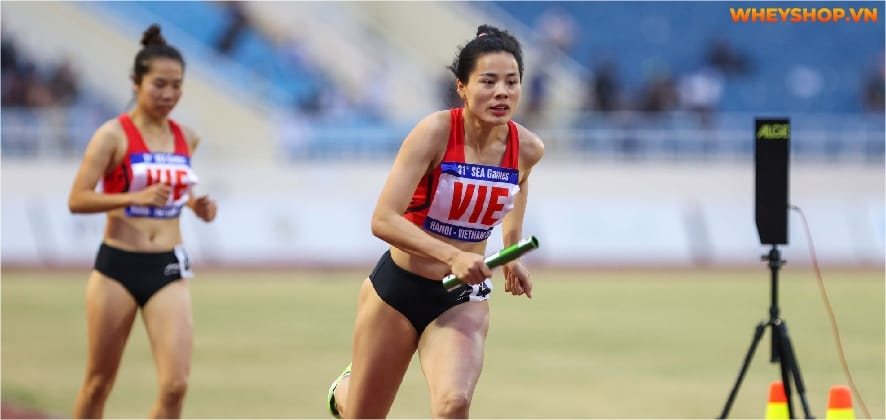 WHEYSHOP.VN
31st SEA Games
VIE
HANOI - VIETNAM
VIE
ALGE